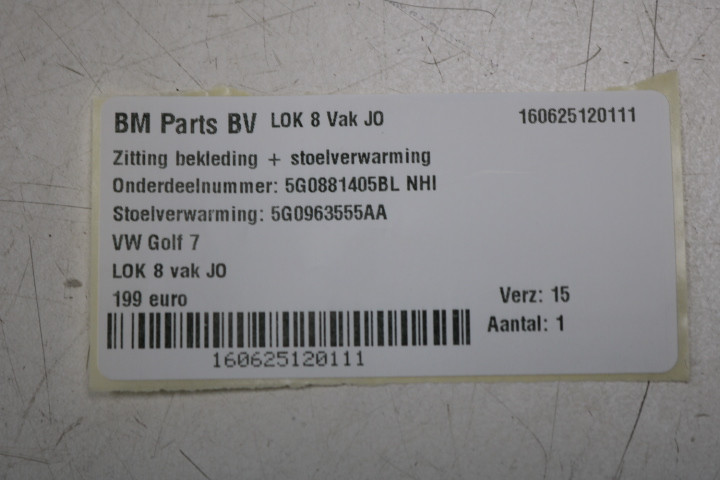 BM Parts BV LOK 8 Vak JO 160625120111
Zitting bekleding + stoelverwarming
Onderdeelnummer: 5G0881405BL NHI
Stoelverwarming: 5G0963555AA
VW Golf 7
LOK 8 vak JO
199 euro Verz: 15
Aantal: 1
160625120111